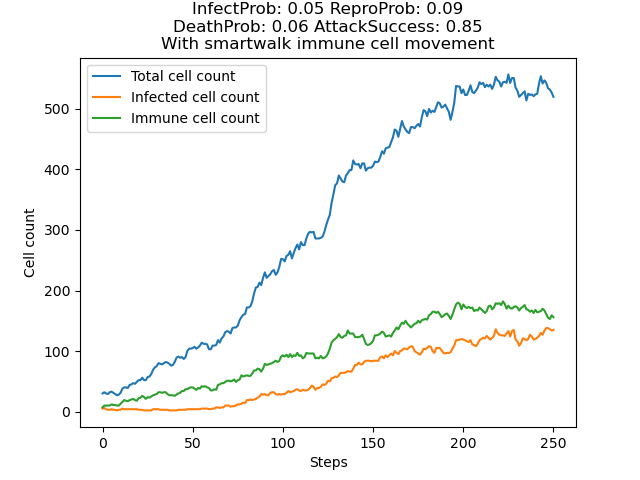 InfectProb: 0.05 ReproProb: 0.09
DeathProb: 0.06 AttackSuccess: 0.85
With smartwalk immune cell movement
Total cell count
Infected cell count
Immune cell count
Cell count
500
400
300
200
100
0
0 50 100 150 200 250
Steps